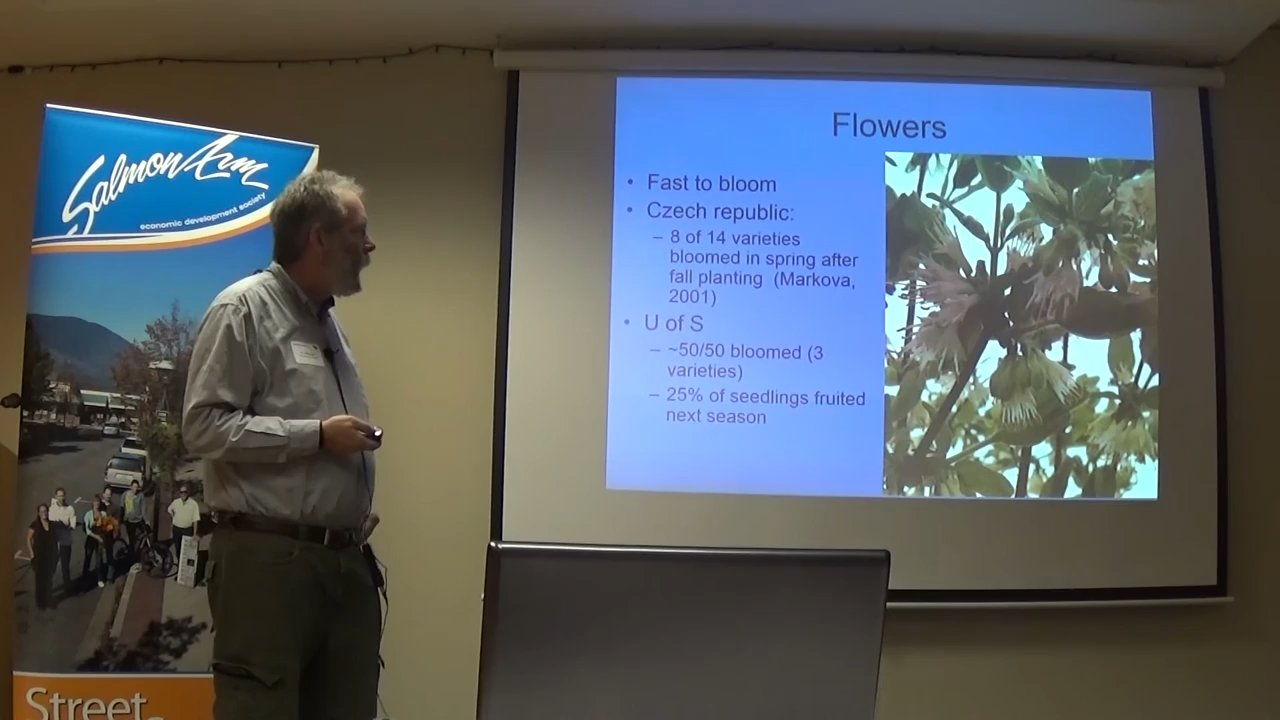 Salmon Arm
economic development society
Street
Flowers
• Fast to bloom
• Czech republic:
– 8 of 14 varieties
bloomed in spring after
fall planting (Markova,
2001)
• U of S
– ~50/50 bloomed (3
varieties)
– 25% of seedlings fruited
next season